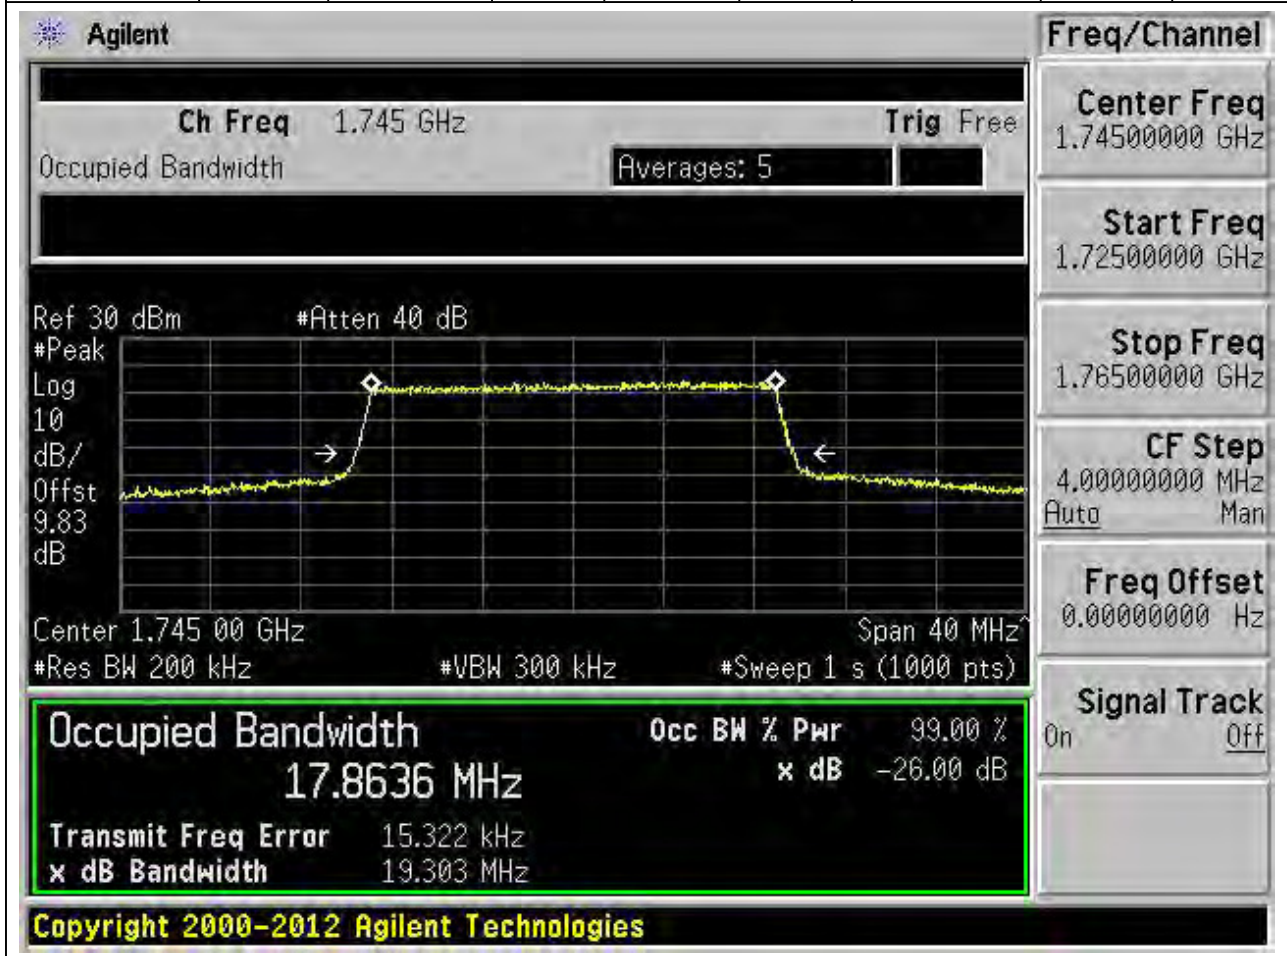 Agilent
Freq/Channel
Ch Freq 1.745 GHz Trig Free
Occupied Bandwidth Averages: 5
Ref 30 dBm #Atten 40 dB
#Peak
Log
10
dB/
Offst
9.83
dB
Center 1.745 00 GHz Span 40 MHz^
#Res BW 200 kHz #VBW 300 kHz #Sweep 1 s (1000 pts)
Occupied Bandwidth
17.8636 MHz
Occ BW % Pwr 99.00 %
x dB -26.00 dB
Transmit Freq Error 15.322 kHz
x dB Bandwidth 19.303 MHz
Center Freq
1.74500000 GHz
Start Freq
1.72500000 GHz
Stop Freq
1.76500000 GHz
CF Step
4.00000000 MHz
Auto Man
Freq Offset
0.00000000 Hz
Signal Track
On Off
Copyright 2000-2012 Agilent Technologies